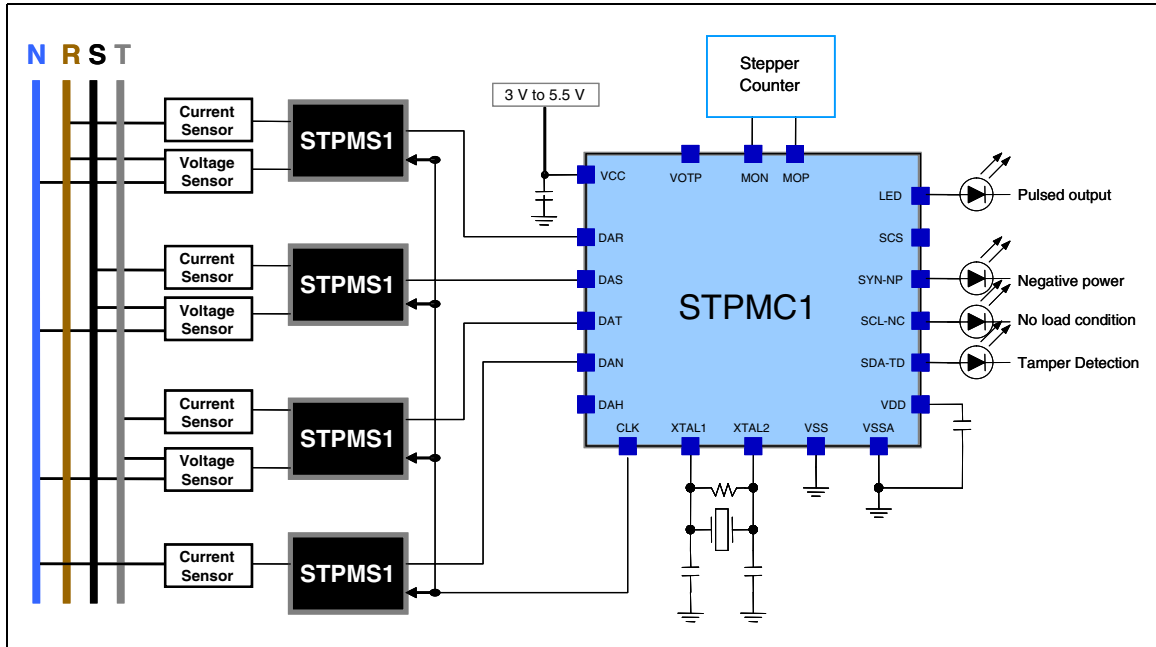 N R S T
Current
Sensor
STPMS1
Voltage
Sensor
Current
Sensor
STPMS1
Voltage
Sensor
Current
Sensor
STPMS1
Voltage
Sensor
Current
Sensor
STPMS1
3 V to 5.5 V
Stepper
Counter
VCC
VOTP
MON
MOP
LED
Pulsed output
DAR
SCS
DAS
SYN-NP
Negative power
STPMC1
DAT
SCL-NC
No load condition
DAN
SDA-TD
Tamper Detection
DAH
VDD
CLK
XTAL1
XTAL2
VSS
VSSA